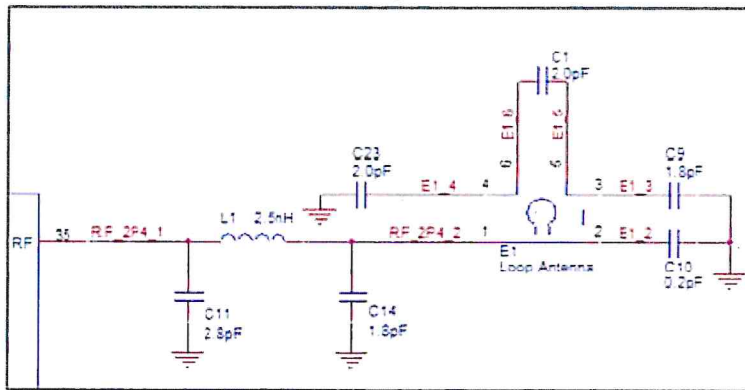 C1
2.0pF
E1_6
E1_5
6
5
C23
2.0pF
E1_4
4
3
E1_3
C9
1.8pF
RF
35
RF_2P4_1
L1
2.5nH
RF_2P4_2
1
2
E1_2
E1
Loop Antenna
C10
0.2pF
C11
2.8pF
C14
1.8pF